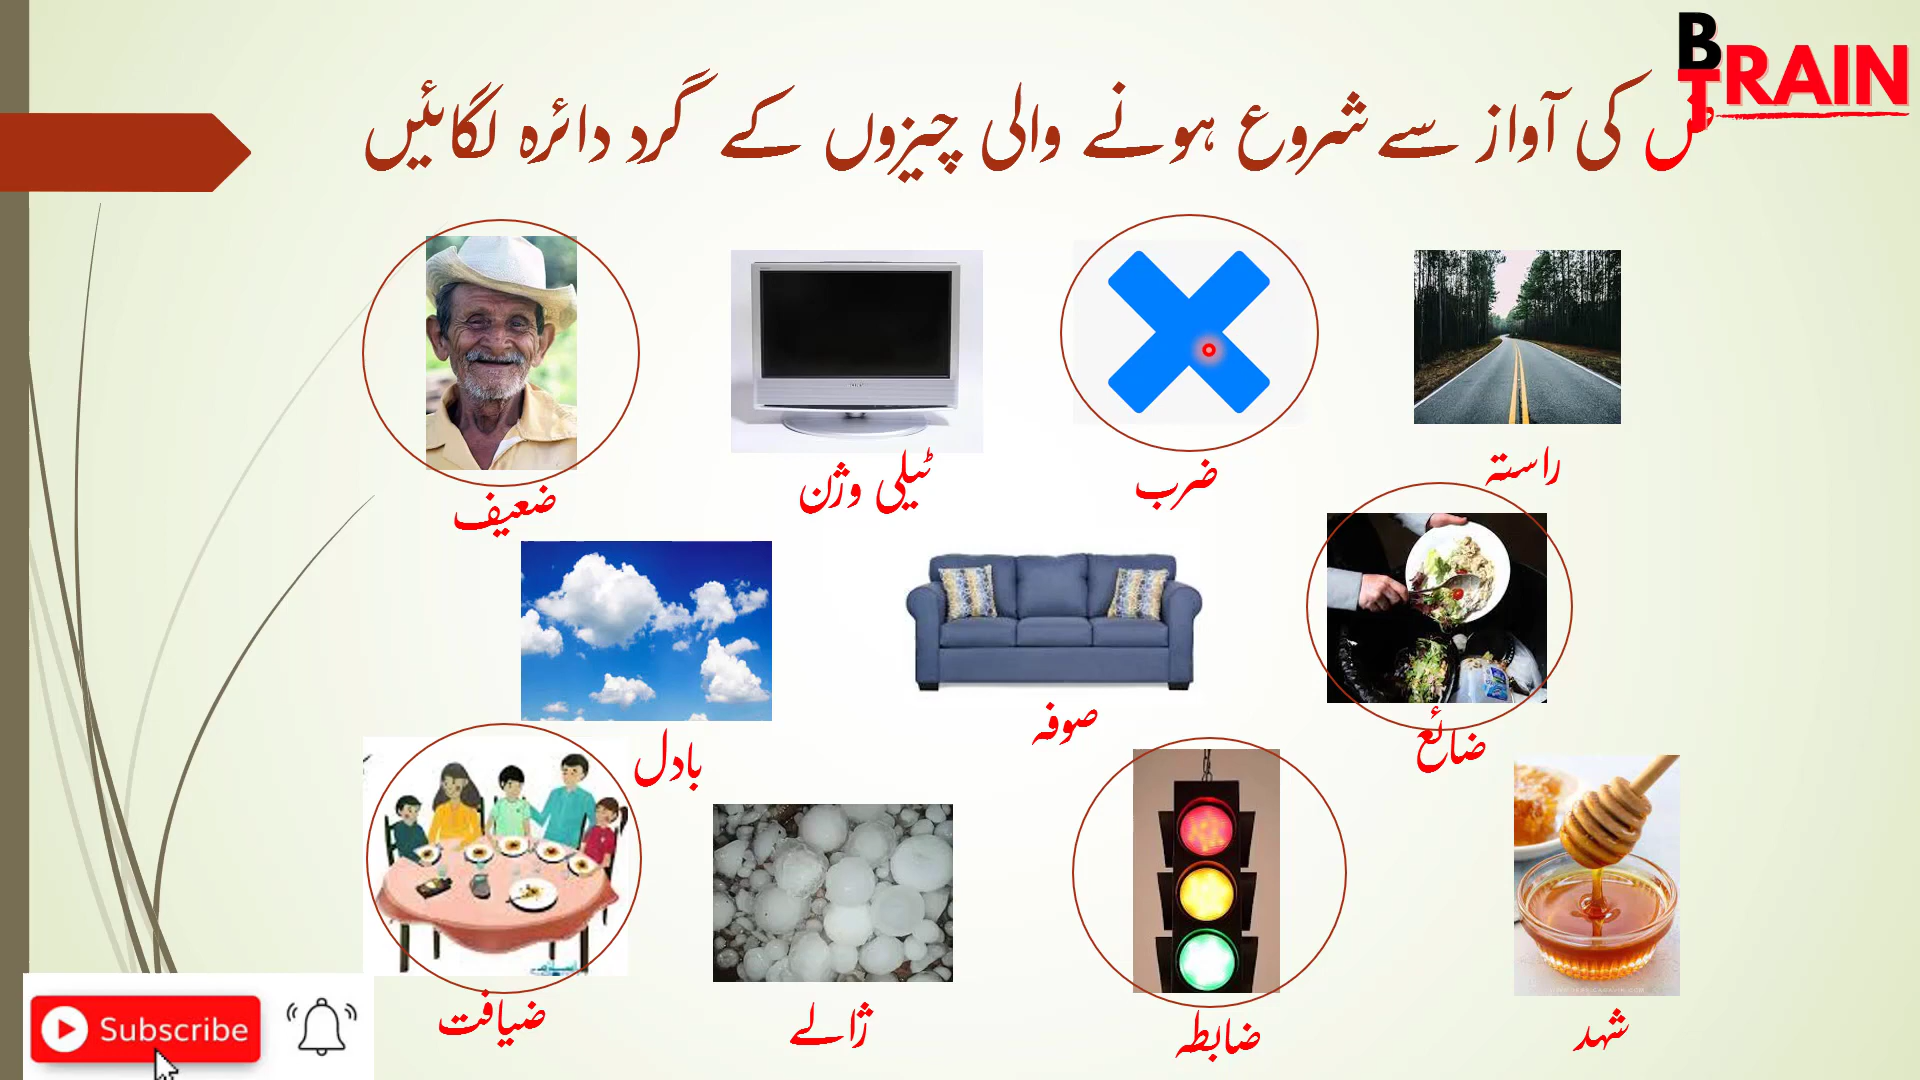 B
TRAIN
ض کی آواز سے شروع ہونے والی چیزوں کے گرد دائرہ لگائیں
راستہ
ضرب
ٹیلی وژن
ضعیف
ضائع
صوفہ
بادل
شہد
ضابطہ
ژالے
ضیافت
Subscribe